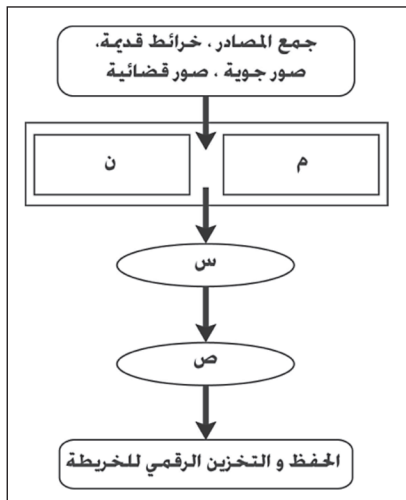 جمع المصادر ، خرائط قديمة،
صور جوية ، صور فضائية
م
ن
س
ص
الحفظ و التخزين الرقمي للخريطة